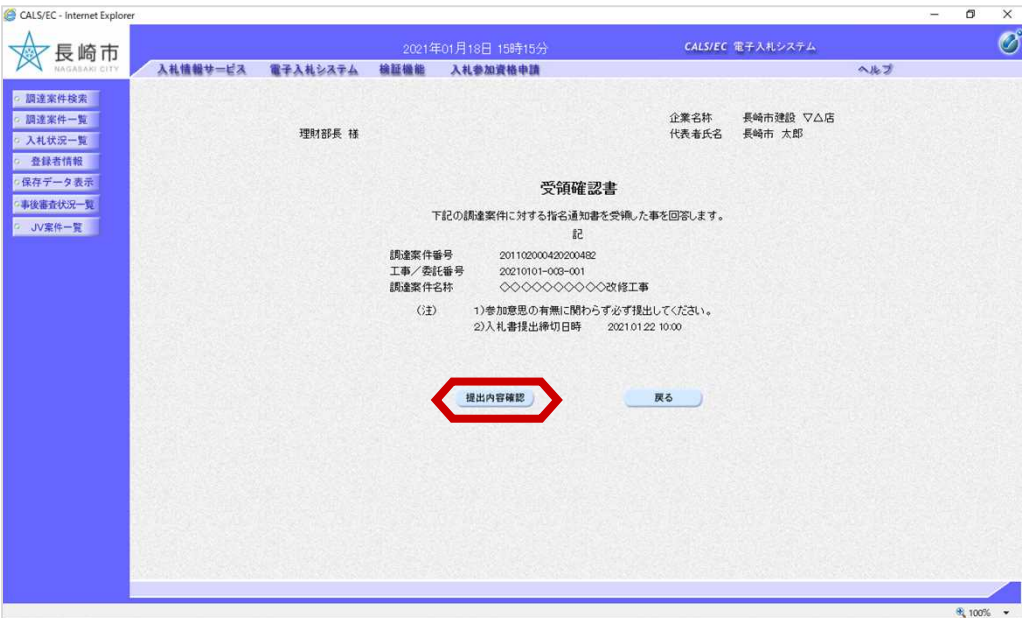 CALS/EC - Internet Explorer
長崎市
NAGASAKI CITY
2021年01月18日 15時15分
CALS/EC 電子入札システム
入札情報サービス 電子入札システム 検証機能 入札参加資格申請 ヘルプ
調達案件検索
調達案件一覧
入札状況一覧
登録者情報
保存データ表示
事後審査状況一覧
JV案件一覧
企業名称 長崎市建設 ▽△店
理財部長 様
代表者氏名 長崎市 太郎
受領確認書
下記の調達案件に対する指名通知書を受領した事を回答します。
記
調達案件番号 201102000420200482
工事／委託番号 20210101-003-001
調達案件名称 ◇◇◇◇◇◇◇◇◇◇改修工事
(注) 1)参加意思の有無に関わらず必ず提出してください。
2)入札書提出締切日時 2021.01.22 10:00
提出内容確認 戻る
100%